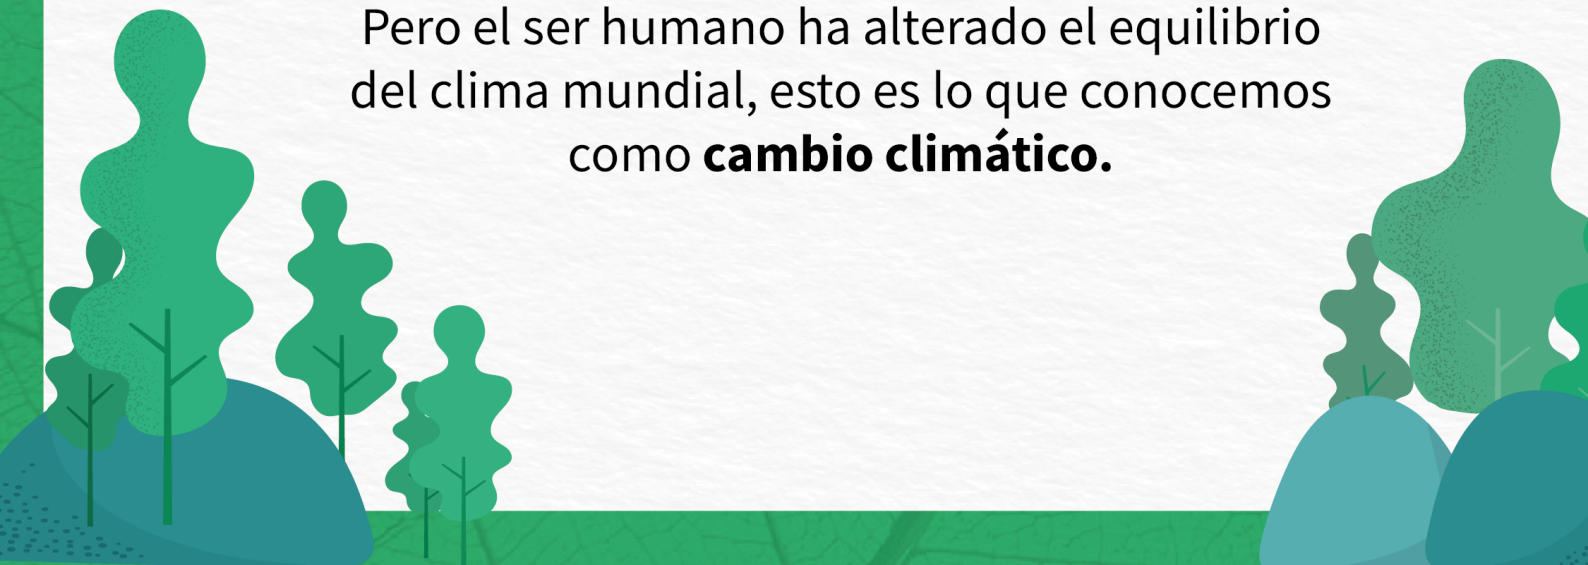 Pero el ser humano ha alterado el equilibrio
del clima mundial, esto es lo que conocemos
como cambio climático.